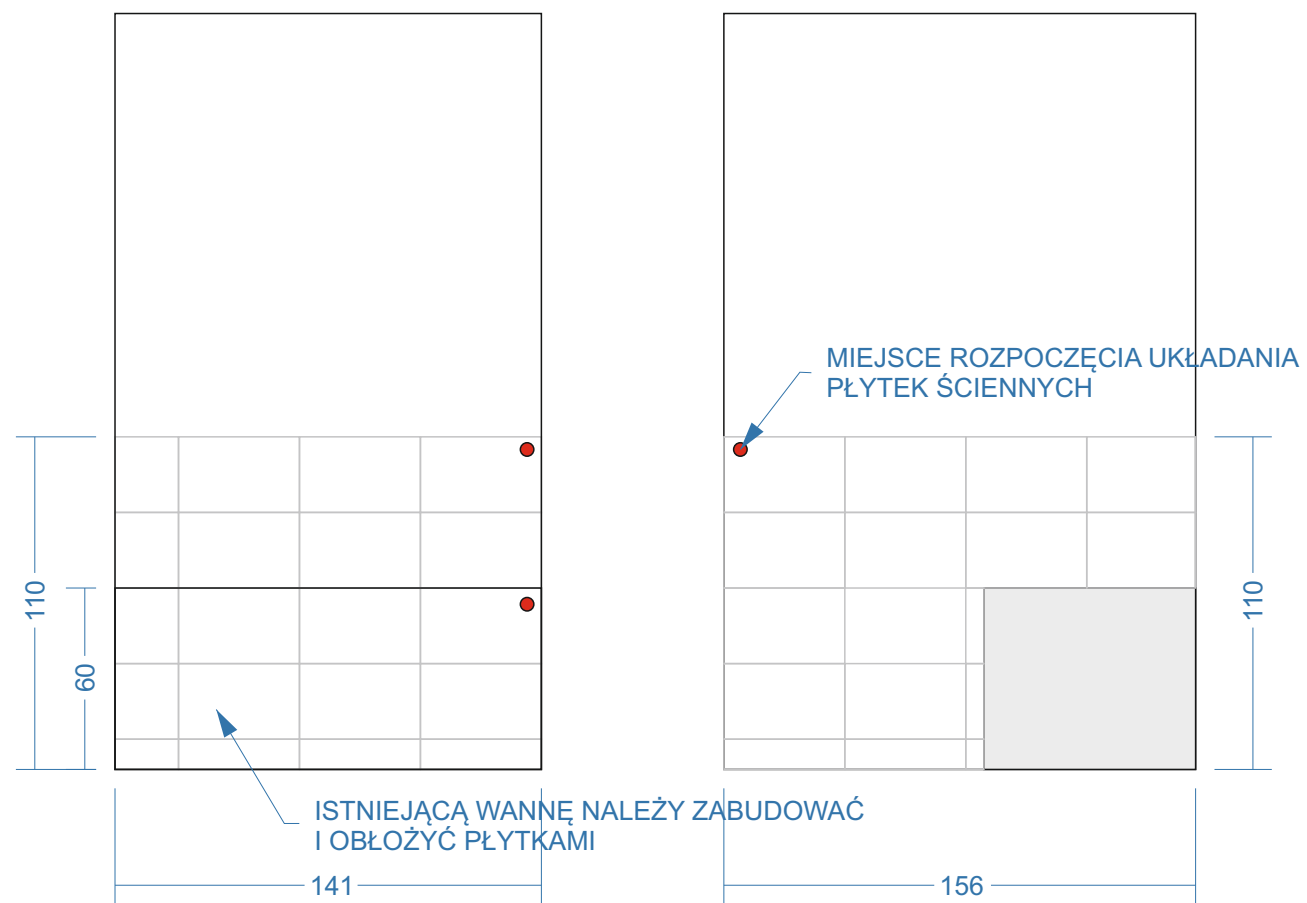 MIEJSCE ROZPOCZĘCIA UKŁADANIA
PŁYTEK ŚCIENNYCH
110
60
110
ISTNIEJĄCĄ WANNĘ NALEŻY ZABUDOWAĆ
I OBŁOŻYĆ PŁYTKAMI
141
156